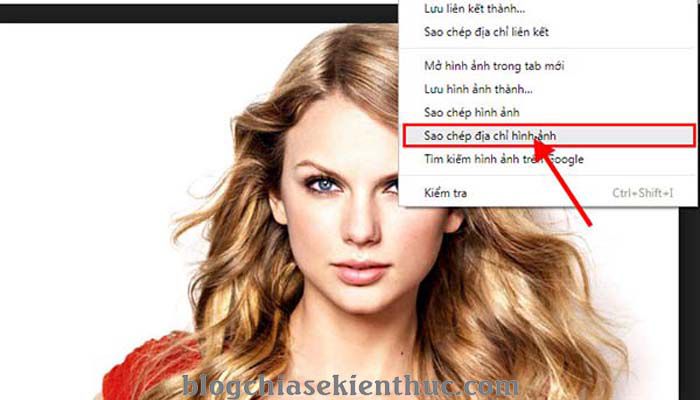 Lưu liên kết thành...
Sao chép địa chỉ liên kết
Mở hình ảnh trong tab mới
Lưu hình ảnh thành...
Sao chép hình ảnh
Sao chép địa chỉ hình ảnh
Tìm kiếm hình ảnh trên Google
Kiểm tra Ctrl+Shift+I
blogchiasekienthuc.com